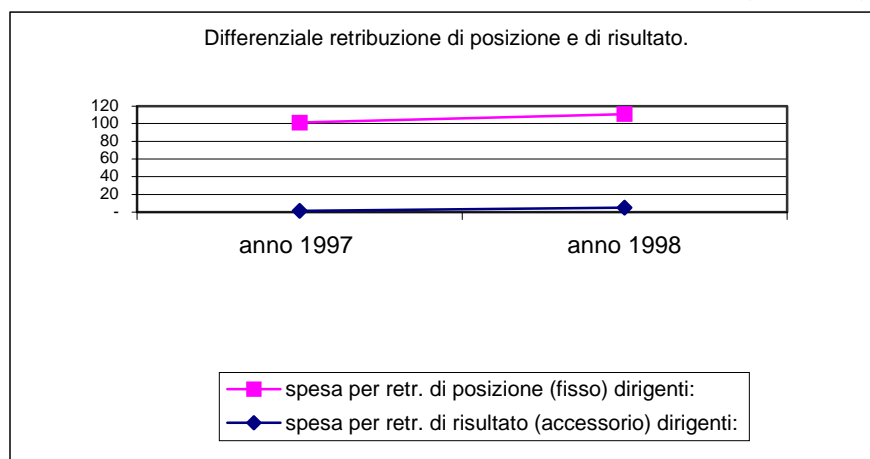 Differenziale retribuzione di posizione e di risultato.
120
100
80
60
40
20
-
anno 1997 anno 1998
spesa per retr. di posizione (fisso) dirigenti:
spesa per retr. di risultato (accessorio) dirigenti: